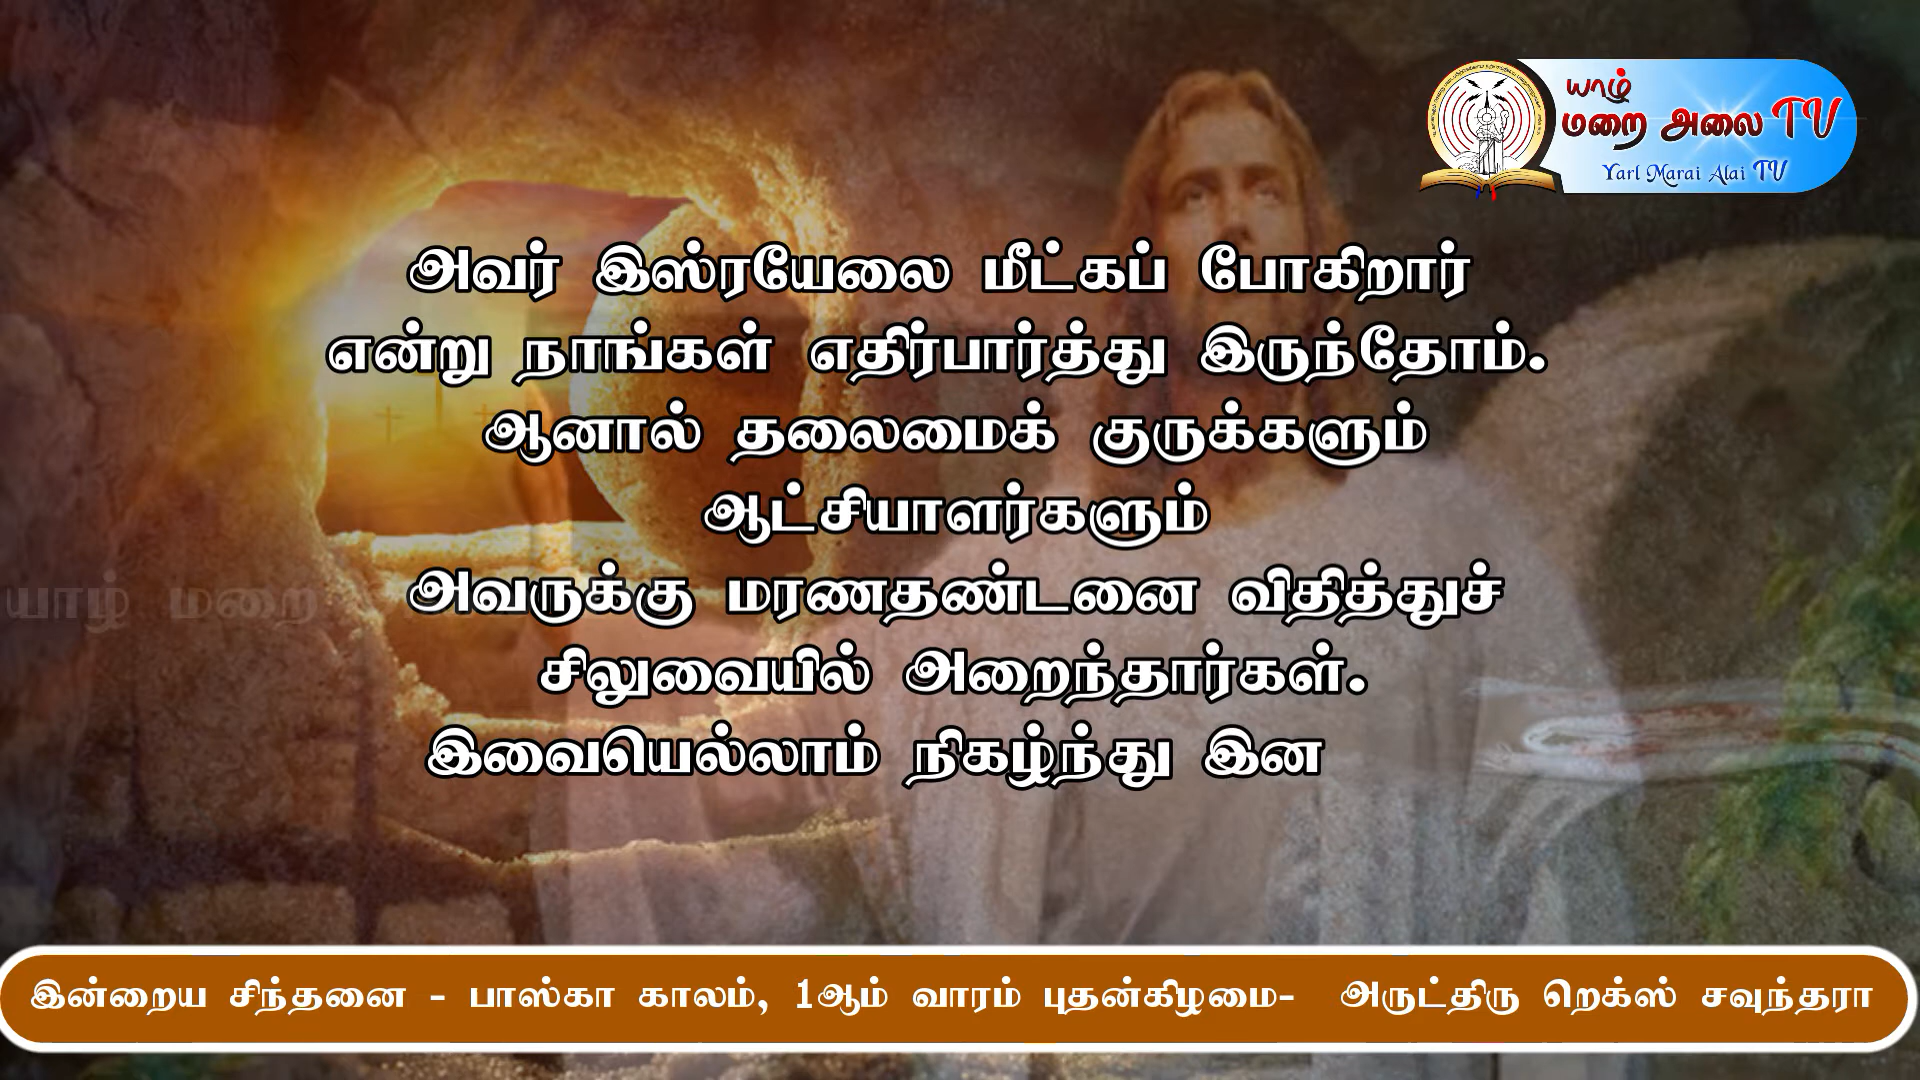 யாழ்
மறை அலை TV
Yarl Marai Alai TV
அவர் இஸ்ரயேலை மீட்கப் போகிறார்
என்று நாங்கள் எதிர்பார்த்து இருந்தோம்.
ஆனால் தலைமைக் குருக்களும்
ஆட்சியாளர்களும்
அவருக்கு மரணதண்டனை விதித்துச்
சிலுவையில் அறைந்தார்கள்.
இவையெல்லாம் நிகழ்ந்து இன
யாழ் மறை
இன்றைய சிந்தனை - பாஸ்கா காலம், 1ஆம் வாரம் புதன்கிழமை- அருட்திரு றெக்ஸ் சவுந்தரா